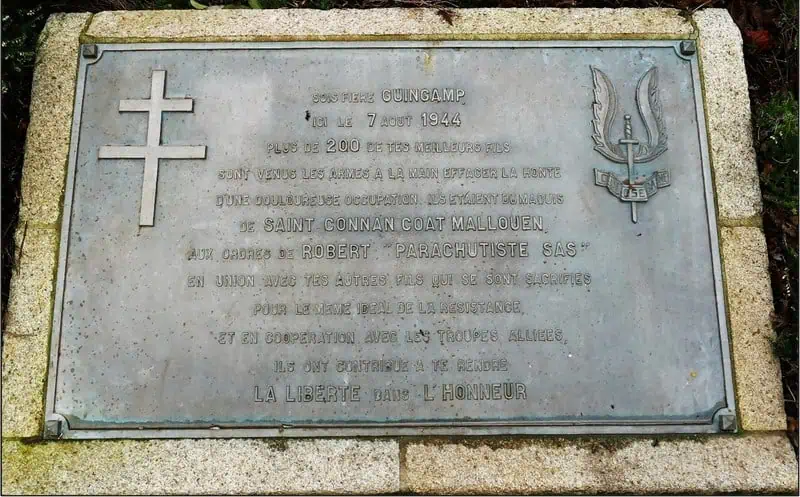 SOIS FIERE GUINGAMP
ICI LE 7 AOUT 1944
PLUS DE 200 DE TES MEILLEURS FILS
SONT VENUS LES ARMES A LA MAIN EFFACER LA HONTE
D'UNE DOULOUREUSE OCCUPATION. ILS ETAIENT DU MAQUIS
DE SAINT CONNAN COAT MALLOUEN,
AUX ORDRES DE ROBERT "PARACHUTISTE SAS"
EN UNION AVEC TES AUTRES FILS QUI SE SONT SACRIFIES
POUR LE MEME IDEAL DE LA RESISTANCE,
ET EN COOPERATION AVEC LES TROUPES ALLIEES,
ILS ONT CONTRIBUE A TE RENDRE
LA LIBERTE DANS L'HONNEUR